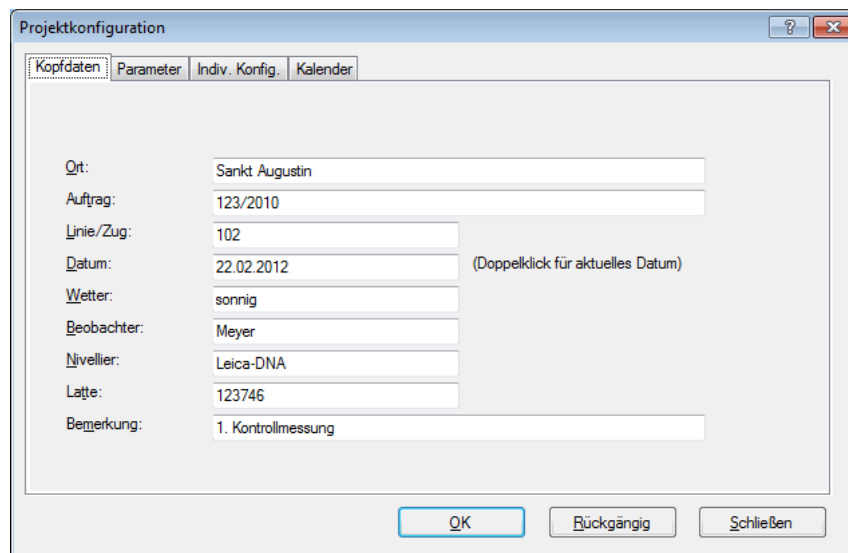 Projektkonfiguration
Kopfdaten Parameter Indiv. Konfig. Kalender
Ort: Sankt Augustin
Auftrag: 123/2010
Linie/Zug: 102
Datum: 22.02.2012 (Doppelklick für aktuelles Datum)
Wetter: sonnig
Beobachter: Meyer
Nivellier: Leica-DNA
Latte: 123746
Bemerkung: 1. Kontrollmessung
OK Rückgängig Schließen